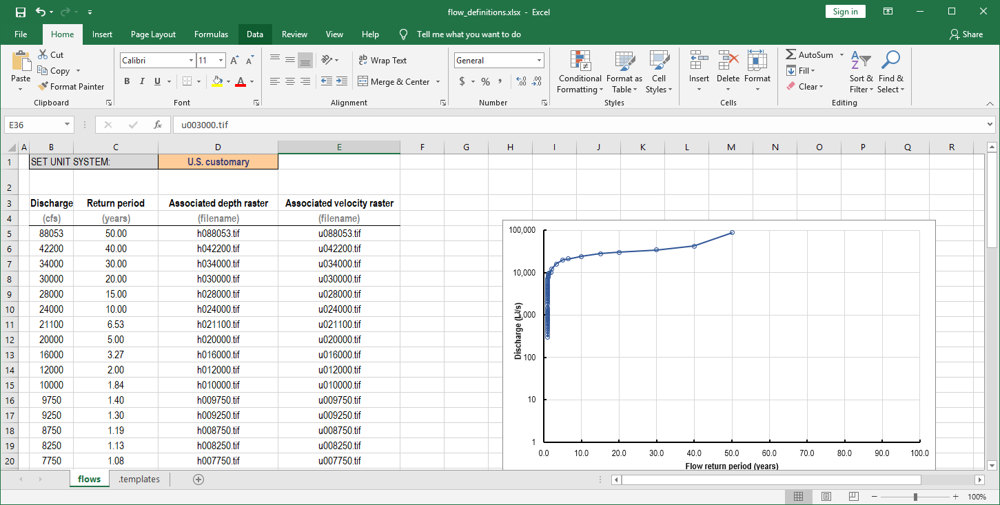 flow_definitions.xlsx - Excel
Sign in
File Home Insert Page Layout Formulas Data Review View Help Tell me what you want to do Share
Paste Cut Copy Format Painter Clipboard
Calibri 11 A A B I U A Font
ab Wrap Text Merge & Center Alignment
General $ % , .00 .00 Number
Conditional Formatting Format as Table Cell Styles Styles
Insert Delete Format Cells
AutoSum Fill Clear Sort & Filter Find & Select Editing
E36 fx u003000.tif
A B C D E F G H I J K L M N O P Q R
1 SET UNIT SYSTEM: U.S. customary
2
3 Discharge Return period Associated depth raster Associated velocity raster
4 (cfs) (years) (filename) (filename)
5 88053 50.00 h088053.tif u088053.tif
6 42200 40.00 h042200.tif u042200.tif
7 34000 30.00 h034000.tif u034000.tif
8 30000 20.00 h030000.tif u030000.tif
9 28000 15.00 h028000.tif u028000.tif
10 24000 10.00 h024000.tif u024000.tif
11 21100 6.53 h021100.tif u021100.tif
12 20000 5.00 h020000.tif u020000.tif
13 16000 3.27 h016000.tif u016000.tif
14 12000 2.00 h012000.tif u012000.tif
15 10000 1.84 h010000.tif u010000.tif
16 9750 1.40 h009750.tif u009750.tif
17 9250 1.30 h009250.tif u009250.tif
18 8750 1.19 h008750.tif u008750.tif
19 8250 1.13 h008250.tif u008250.tif
20 7750 1.08 h007750.tif u007750.tif
100,000
10,000
,000
100
10
1
Discharge /s)
0.0 10.0 20.0 30.0 40.0 50.0 60.0 70.0 80.0 90.0 100.0
Flow return period (years)
flows .templates
100%